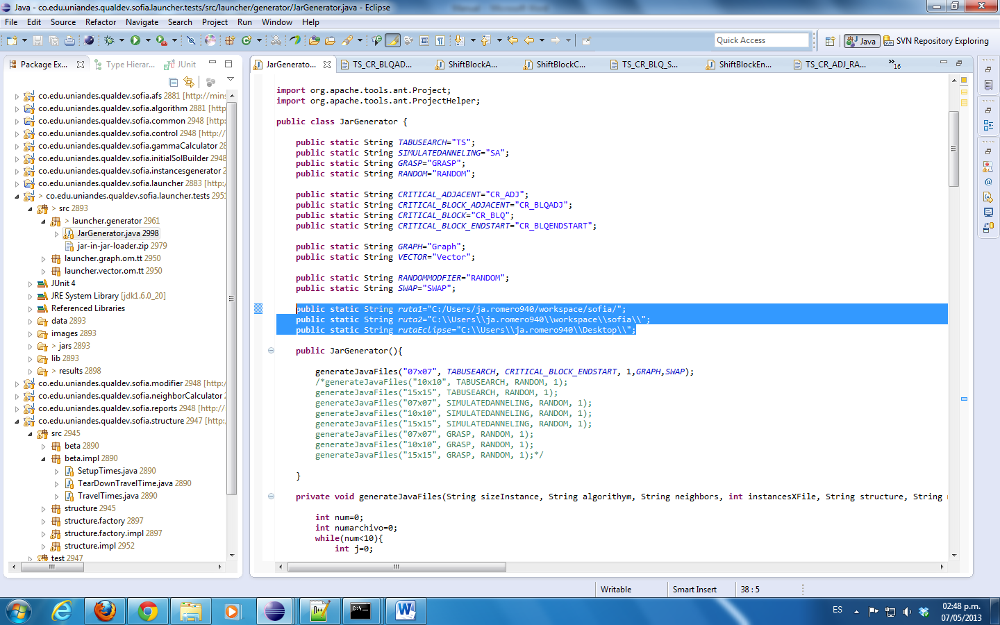 Java - co.edu.uniandes.qualdev.sofia.launcher.tests/src/launcher/generator/JarGenerator.java - Eclipse
File Edit Source Refactor Navigate Search Project Run Window Help
Quick Access
Java
SVN Repository Exploring
Package Ex...
Type Hierar...
JUnit
co.edu.uniandes.qualdev.sofia.afs 2881 [http://min
co.edu.uniandes.qualdev.sofia.algorithm 2881 [http
co.edu.uniandes.qualdev.sofia.common 2948 [http:
co.edu.uniandes.qualdev.sofia.control 2948 [http://
co.edu.uniandes.qualdev.sofia.gammaCalculator 28
co.edu.uniandes.qualdev.sofia.initialSolBuilder 2948
co.edu.uniandes.qualdev.sofia.instancesgenerator 2
co.edu.uniandes.qualdev.sofia.launcher 2883 [http:
> co.edu.uniandes.qualdev.sofia.launcher.tests 2951
> src 2893
> launcher.generator 2961
JarGenerator.java 2998
jar-in-jar-loader.zip 2979
launcher.graph.om.tt 2950
launcher.vector.om.tt 2950
JUnit 4
JRE System Library [jdk1.6.0_20]
Referenced Libraries
data 2893
images 2893
> jars 2893
lib 2893
> results 2898
co.edu.uniandes.qualdev.sofia.modifier 2948 [http:/
co.edu.uniandes.qualdev.sofia.neighborCalculator 2
co.edu.uniandes.qualdev.sofia.reports 2948 [http://
co.edu.uniandes.qualdev.sofia.structure 2947 [http:
src 2945
beta 2890
beta.impl 2890
SetupTimes.java 2890
TearDownTravelTime.java 2890
TravelTimes.java 2890
structure 2945
structure.factory 2897
structure.factory.impl 2897
structure.impl 2952
test 2947
JarGenerato... TS_CR_BLQAD... ShiftBlockA... ShiftBlockC... TS_CR_BLQ_S... ShiftBlockEn... TS_CR_ADJ_RA... »16
import org.apache.tools.ant.Project;
import org.apache.tools.ant.ProjectHelper;
public class JarGenerator {
public static String TABUSEARCH="TS";
public static String SIMULATEDANNELING="SA";
public static String GRASP="GRASP";
public static String RANDOM="RANDOM";
public static String CRITICAL_ADJACENT="CR_ADJ";
public static String CRITICAL_BLOCK_ADJACENT="CR_BLQADJ";
public static String CRITICAL_BLOCK="CR_BLQ";
public static String CRITICAL_BLOCK_ENDSTART="CR_BLQENDSTART";
public static String GRAPH="Graph";
public static String VECTOR="Vector";
public static String RANDOMMODFIER="RANDOM";
public static String SWAP="SWAP";
public static String ruta1="C:/Users/ja.romero940/workspace/sofia/";
public static String ruta2="C:\\Users\\ja.romero940\\workspace\\sofia\\";
public static String rutaEclipse="C:\\Users\\ja.romero940\\Desktop\\";
public JarGenerator(){
generateJavaFiles("07x07", TABUSEARCH, CRITICAL_BLOCK_ENDSTART, 1,GRAPH,SWAP);
/*generateJavaFiles("10x10", TABUSEARCH, RANDOM, 1);
generateJavaFiles("15x15", TABUSEARCH, RANDOM, 1);
generateJavaFiles("07x07", SIMULATEDANNELING, RANDOM, 1);
generateJavaFiles("10x10", SIMULATEDANNELING, RANDOM, 1);
generateJavaFiles("15x15", SIMULATEDANNELING, RANDOM, 1);
generateJavaFiles("07x07", GRASP, RANDOM, 1);
generateJavaFiles("10x10", GRASP, RANDOM, 1);
generateJavaFiles("15x15", GRASP, RANDOM, 1);*/
}
private void generateJavaFiles(String sizeInstance, String algorithym, String neighbors, int instancesXFile, String structure, String
int num=0;
int numarchivo=0;
while(num<10){
int j=0;
Writable
Smart Insert
38 : 5
ES
02:48 p.m.
07/05/2013